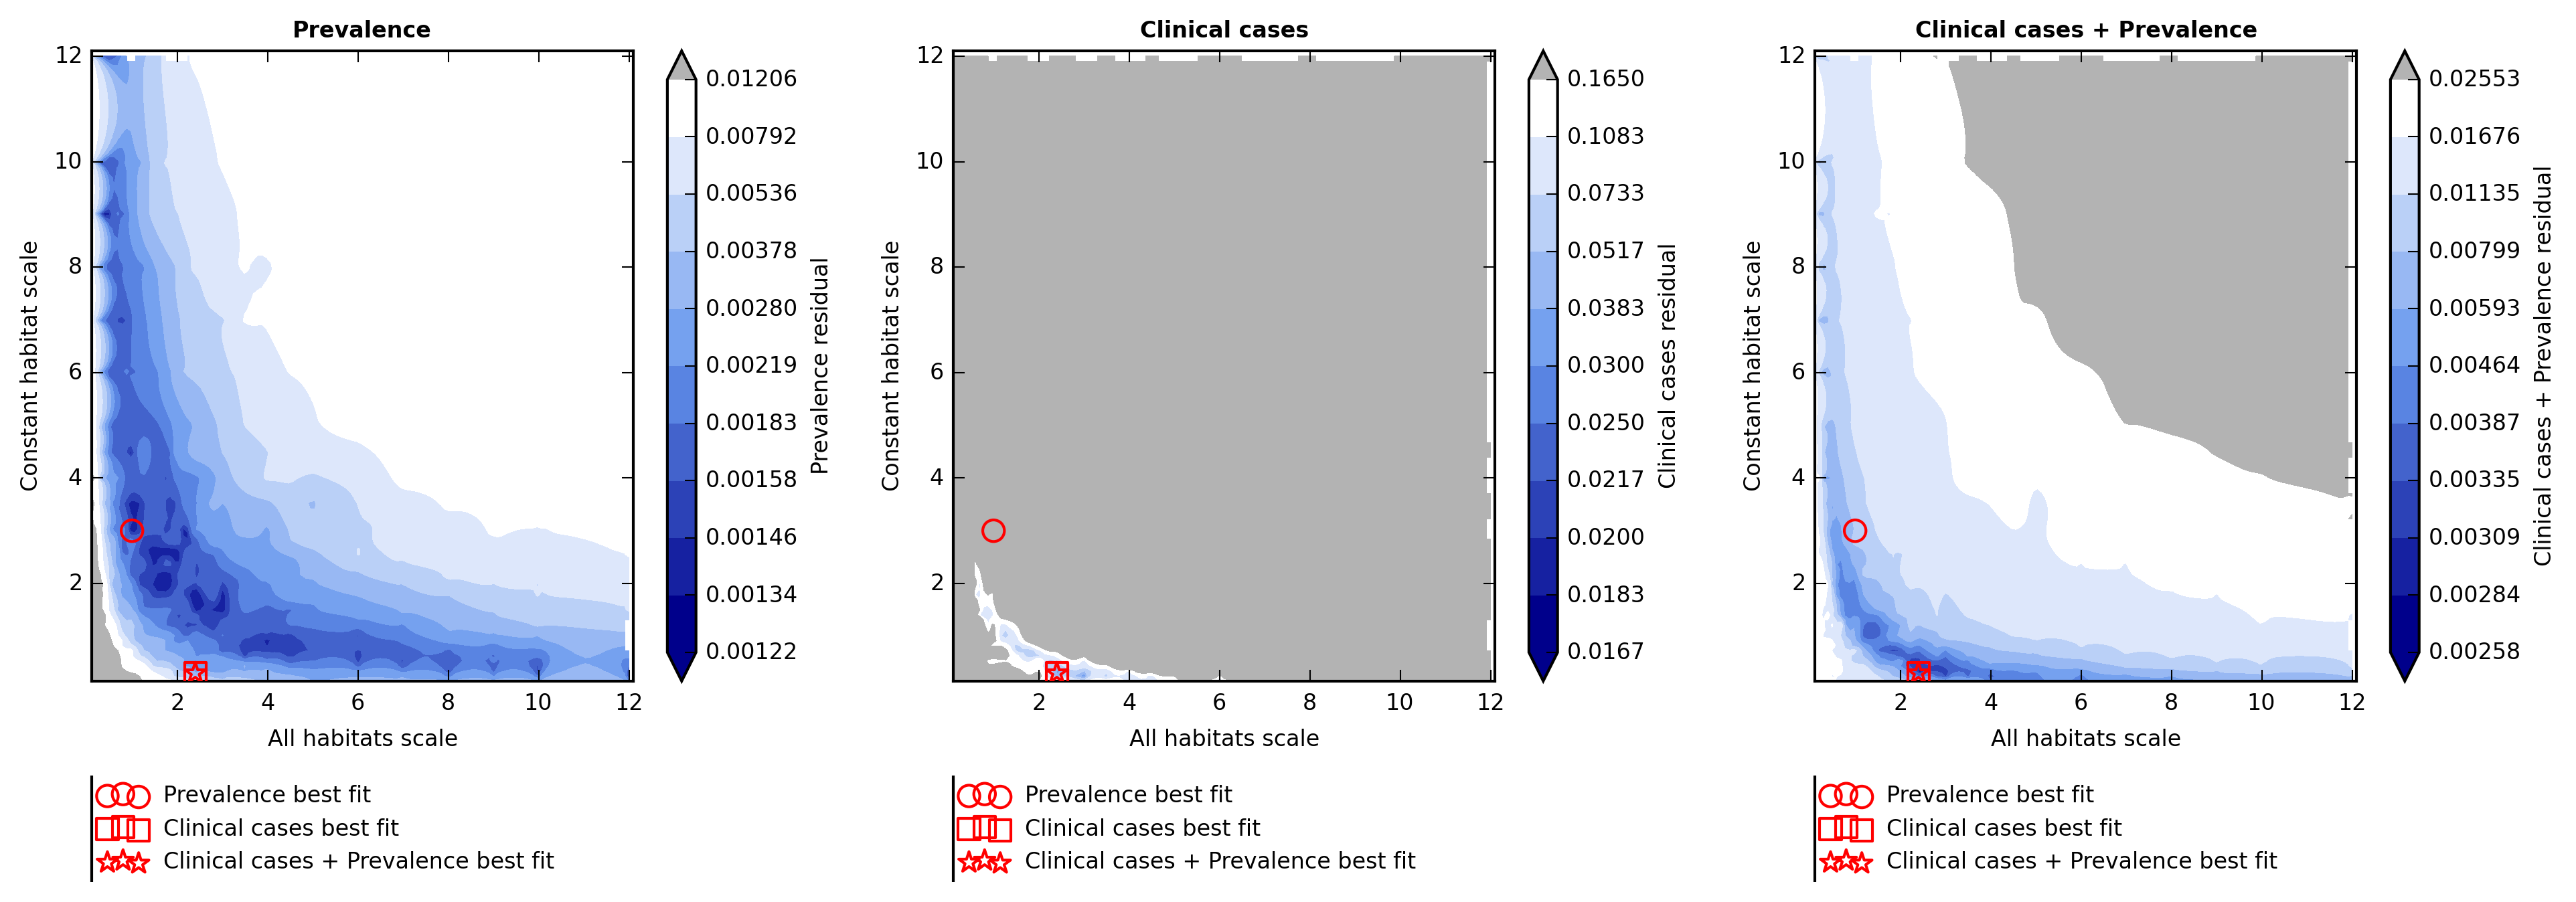 Prevalence
12
10
8
6
4
2
2 4 6 8 10 12
Constant habitat scale
All habitats scale
0.01206
0.00792
0.00536
0.00378
0.00280
0.00219
0.00183
0.00158
0.00146
0.00134
0.00122
Prevalence residual
Prevalence best fit
Clinical cases best fit
Clinical cases + Prevalence best fit
Clinical cases
12
10
8
6
4
2
2 4 6 8 10 12
Constant habitat scale
All habitats scale
0.1650
0.1083
0.0733
0.0517
0.0383
0.0300
0.0250
0.0217
0.0200
0.0183
0.0167
Clinical cases residual
Prevalence best fit
Clinical cases best fit
Clinical cases + Prevalence best fit
Clinical cases + Prevalence
12
10
8
6
4
2
2 4 6 8 10 12
Constant habitat scale
All habitats scale
0.02553
0.01676
0.01135
0.00799
0.00593
0.00464
0.00387
0.00335
0.00309
0.00284
0.00258
Clinical cases + Prevalence residual
Prevalence best fit
Clinical cases best fit
Clinical cases + Prevalence best fit